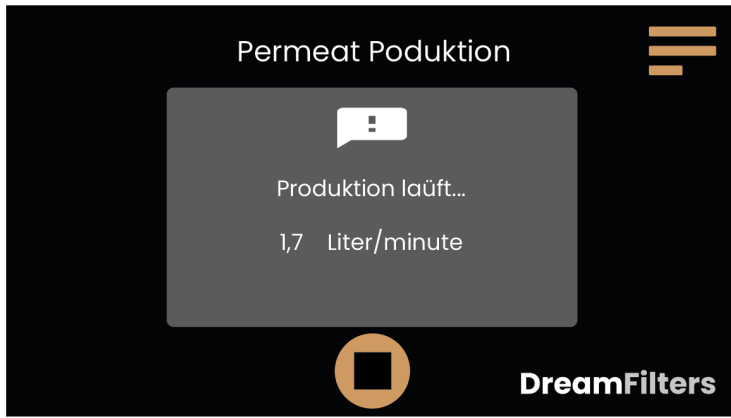 Permeat Poduktion
Produktion laüft...
1,7 Liter/minute
DreamFilters